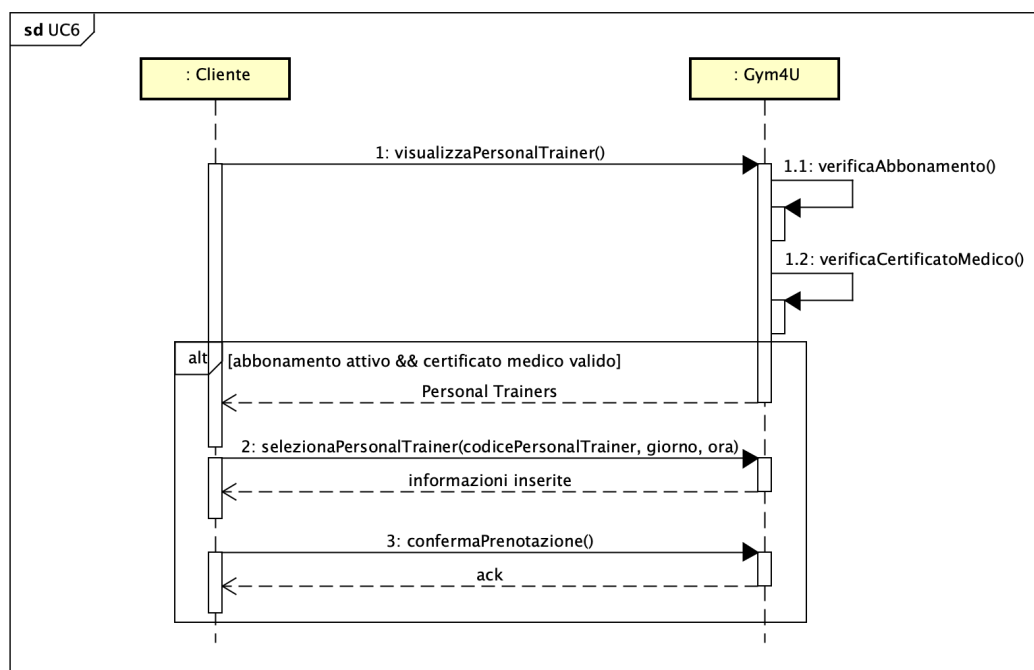 sd UC6
: Cliente
: Gym4U
1: visualizzaPersonalTrainer()
1.1: verificaAbbonamento()
1.2: verificaCertificatoMedico()
alt
[abbonamento attivo && certificato medico valido]
Personal Trainers
2: selezionaPersonalTrainer(codicePersonalTrainer, giorno, ora)
informazioni inserite
3: confermaPrenotazione()
ack